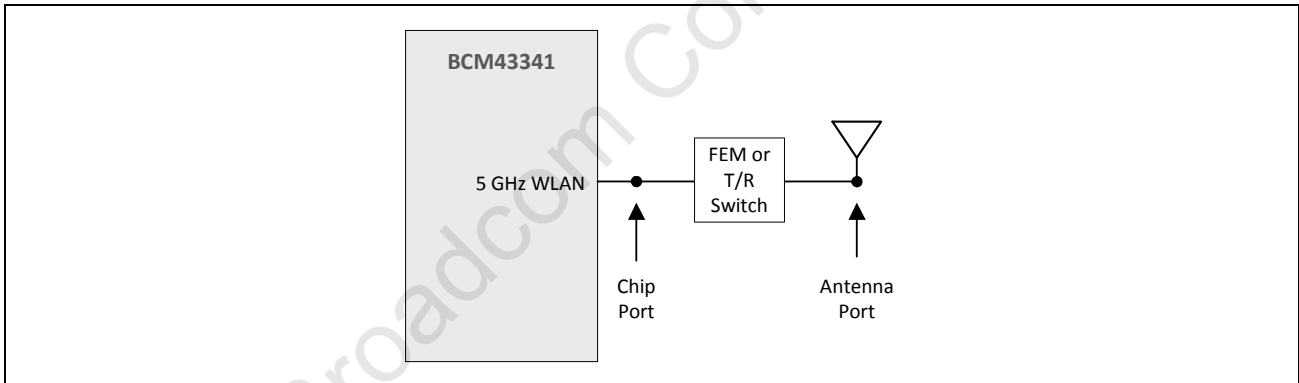 BCM43341
5 GHz WLAN
FEM or
T/R
Switch
Chip
Port
Antenna
Port